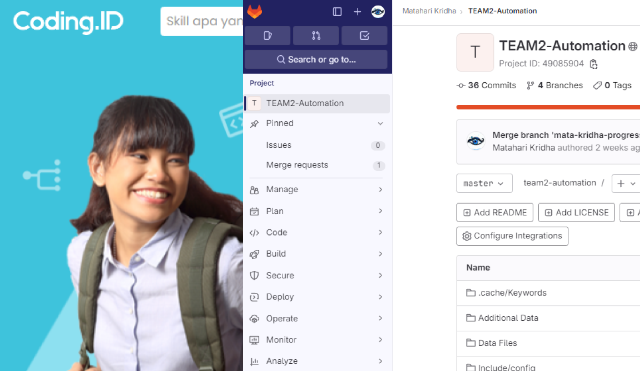 Coding.ID
Skill apa yan
Search or go to...
Project
T TEAM2-Automation
Pinned
Issues 0
Merge requests 1
Manage
Plan
Code
Build
Secure
Deploy
Operate
Monitor
Analyze
Matahari Kridha › TEAM2-Automation
T
TEAM2-Automation
Project ID: 49085904
36 Commits 4 Branches 0 Tags
Merge branch 'mata-kridha-progres
Matahari Kridha authored 2 weeks ag
master team2-automation / +
Add README Add LICENSE A
Configure Integrations
Name
.cache/Keywords
Additional Data
Data Files
Include/config